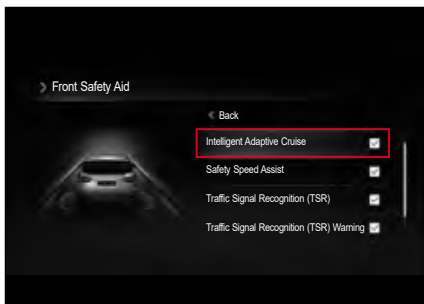 Front Safety Aid
Back
Intelligent Adaptive Cruise
Safety Speed Assist
Traffic Signal Recognition (TSR)
Traffic Signal Recognition (TSR) Warning